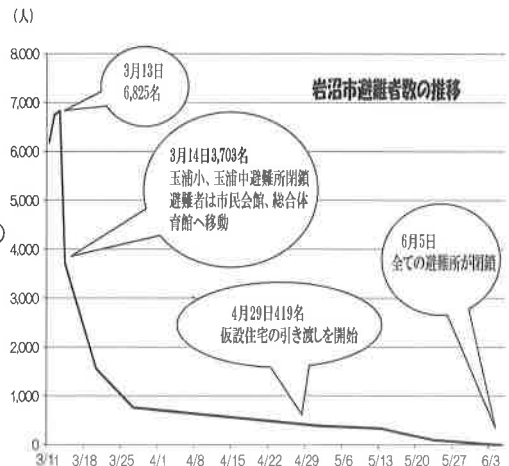 (人)
岩沼市避難者数の推移
8,000
7,000
6,000
5,000
4,000
3,000
2,000
1,000
0
3月13日
6,825名
3月14日3,703名
玉浦小、玉浦中避難所閉鎖
避難者は市民会館、総合体
育館へ移動
4月29日419名
仮設住宅の引き渡しを開始
6月5日
全ての避難所が閉鎖
3/11 3/18 3/25 4/1 4/8 4/15 4/22 4/29 5/6 5/13 5/20 5/27 6/3